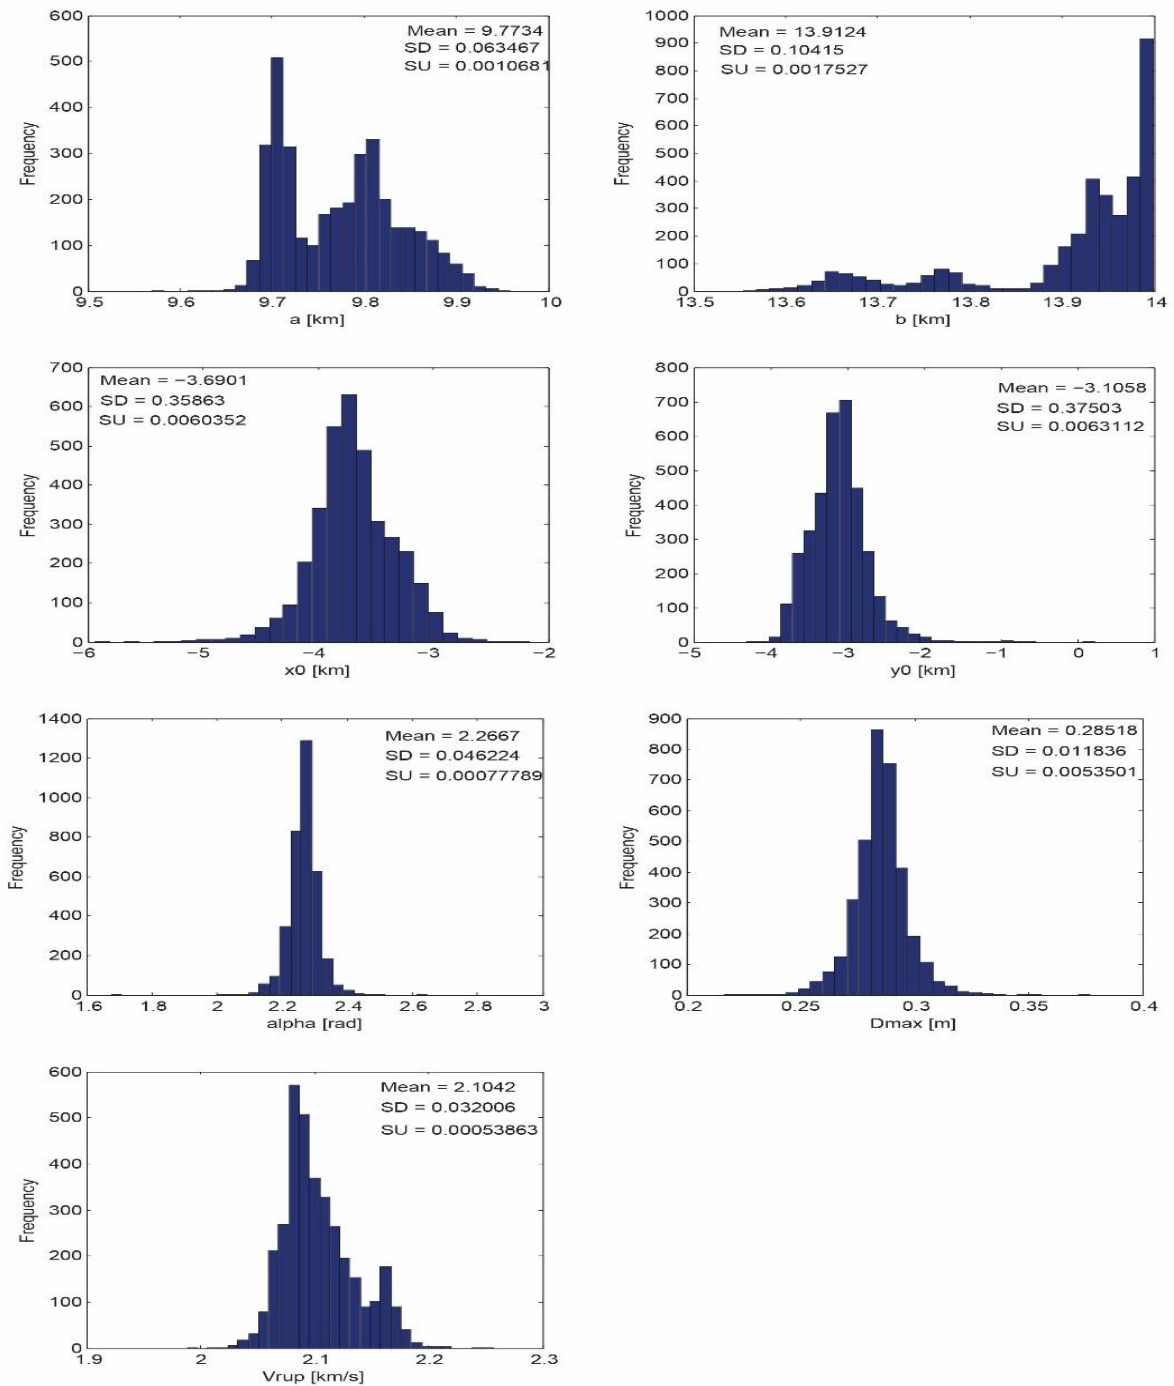 600
500
400
300
200
100
0
Frequency
Mean = 9.7734
SD = 0.063467
SU = 0.0010681
9.5 9.6 9.7 9.8 9.9 10
a [km]
1000
900
800
700
600
500
400
300
200
100
0
Frequency
Mean = 13.9124
SD = 0.10415
SU = 0.0017527
13.5 13.6 13.7 13.8 13.9 14
b [km]
700
600
500
400
300
200
100
0
Frequency
Mean = −3.6901
SD = 0.35863
SU = 0.0060352
−6 −5 −4 −3 −2
x0 [km]
800
700
600
500
400
300
200
100
0
Frequency
Mean = −3.1058
SD = 0.37503
SU = 0.0063112
−5 −4 −3 −2 −1 0 1
y0 [km]
1400
1200
1000
800
600
400
200
0
Frequency
Mean = 2.2667
SD = 0.046224
SU = 0.00077789
1.6 1.8 2 2.2 2.4 2.6 2.8 3
alpha [rad]
900
800
700
600
500
400
300
200
100
0
Frequency
Mean = 0.28518
SD = 0.011836
SU = 0.0053501
0.2 0.25 0.3 0.35 0.4
Dmax [m]
600
500
400
300
200
100
0
Frequency
Mean = 2.1042
SD = 0.032006
SU = 0.00053863
1.9 2 2.1 2.2 2.3
Vrup [km/s]